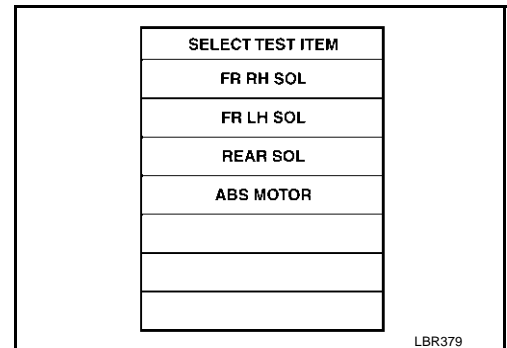 SELECT TEST ITEM
FR RH SOL
FR LH SOL
REAR SOL
ABS MOTOR
LBR379